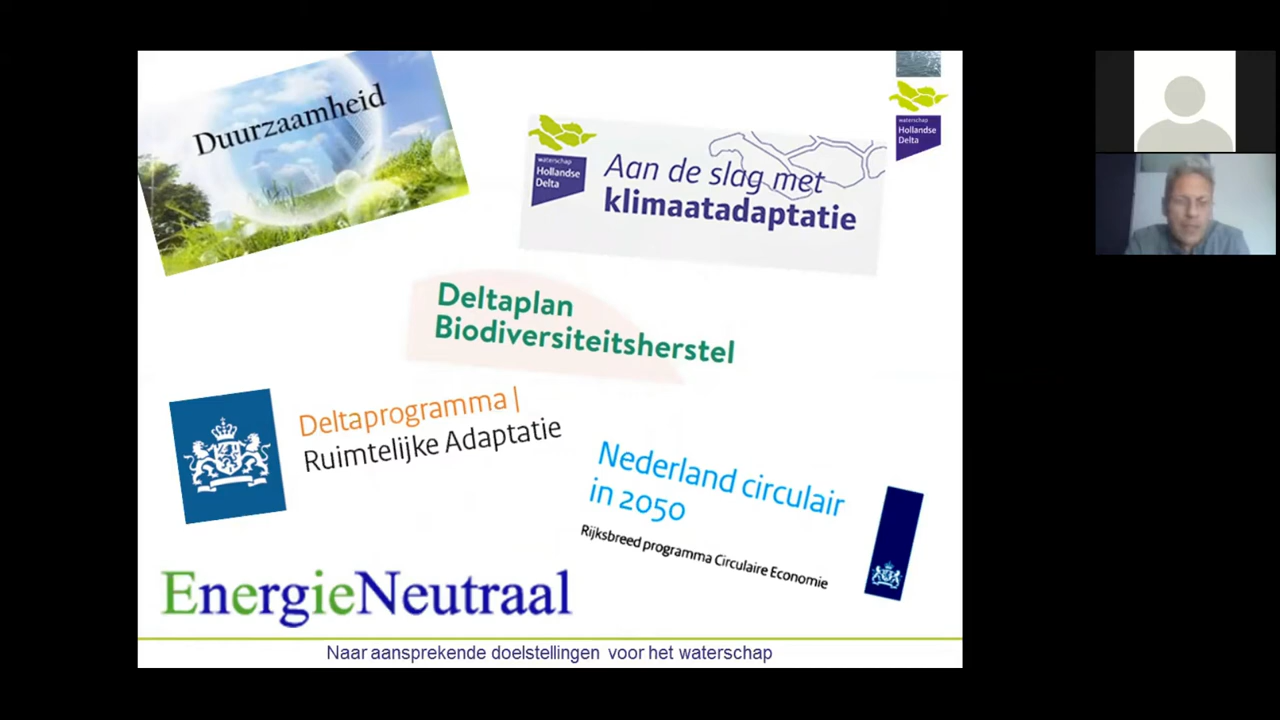 Duurzaamheid
waterschap
Hollandse
Delta
Aan de slag met
klimaatadaptatie
waterschap
Hollandse
Delta
Deltaplan
Biodiversiteitsherstel
Deltaprogramma |
Ruimtelijke Adaptatie
Nederland circulair
in 2050
Rijksbreed programma Circulaire Economie
EnergieNeutraal
Naar aansprekende doelstellingen voor het waterschap